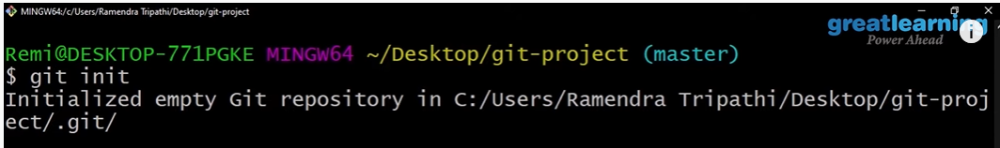 MINGW64:/c/Users/Ramendra Tripathi/Desktop/git-project
greatlearning
Power Ahead
i
Remi@DESKTOP-771PGKE MINGW64 ~/Desktop/git-project (master)
$ git init
Initialized empty Git repository in C:/Users/Ramendra Tripathi/Desktop/git-proj
ect/.git/